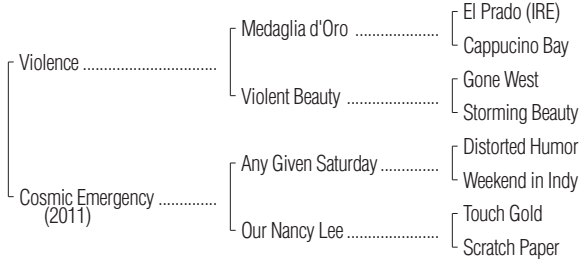 El Prado (IRE)
Medaglia d'Oro ....................
Cappucino Bay
Violence ................................
Gone West
Violent Beauty ......................
Storming Beauty
Distorted Humor
Any Given Saturday ..............
Weekend in Indy
Cosmic Emergency ..............
(2011)
Touch Gold
Our Nancy Lee ......................
Scratch Paper